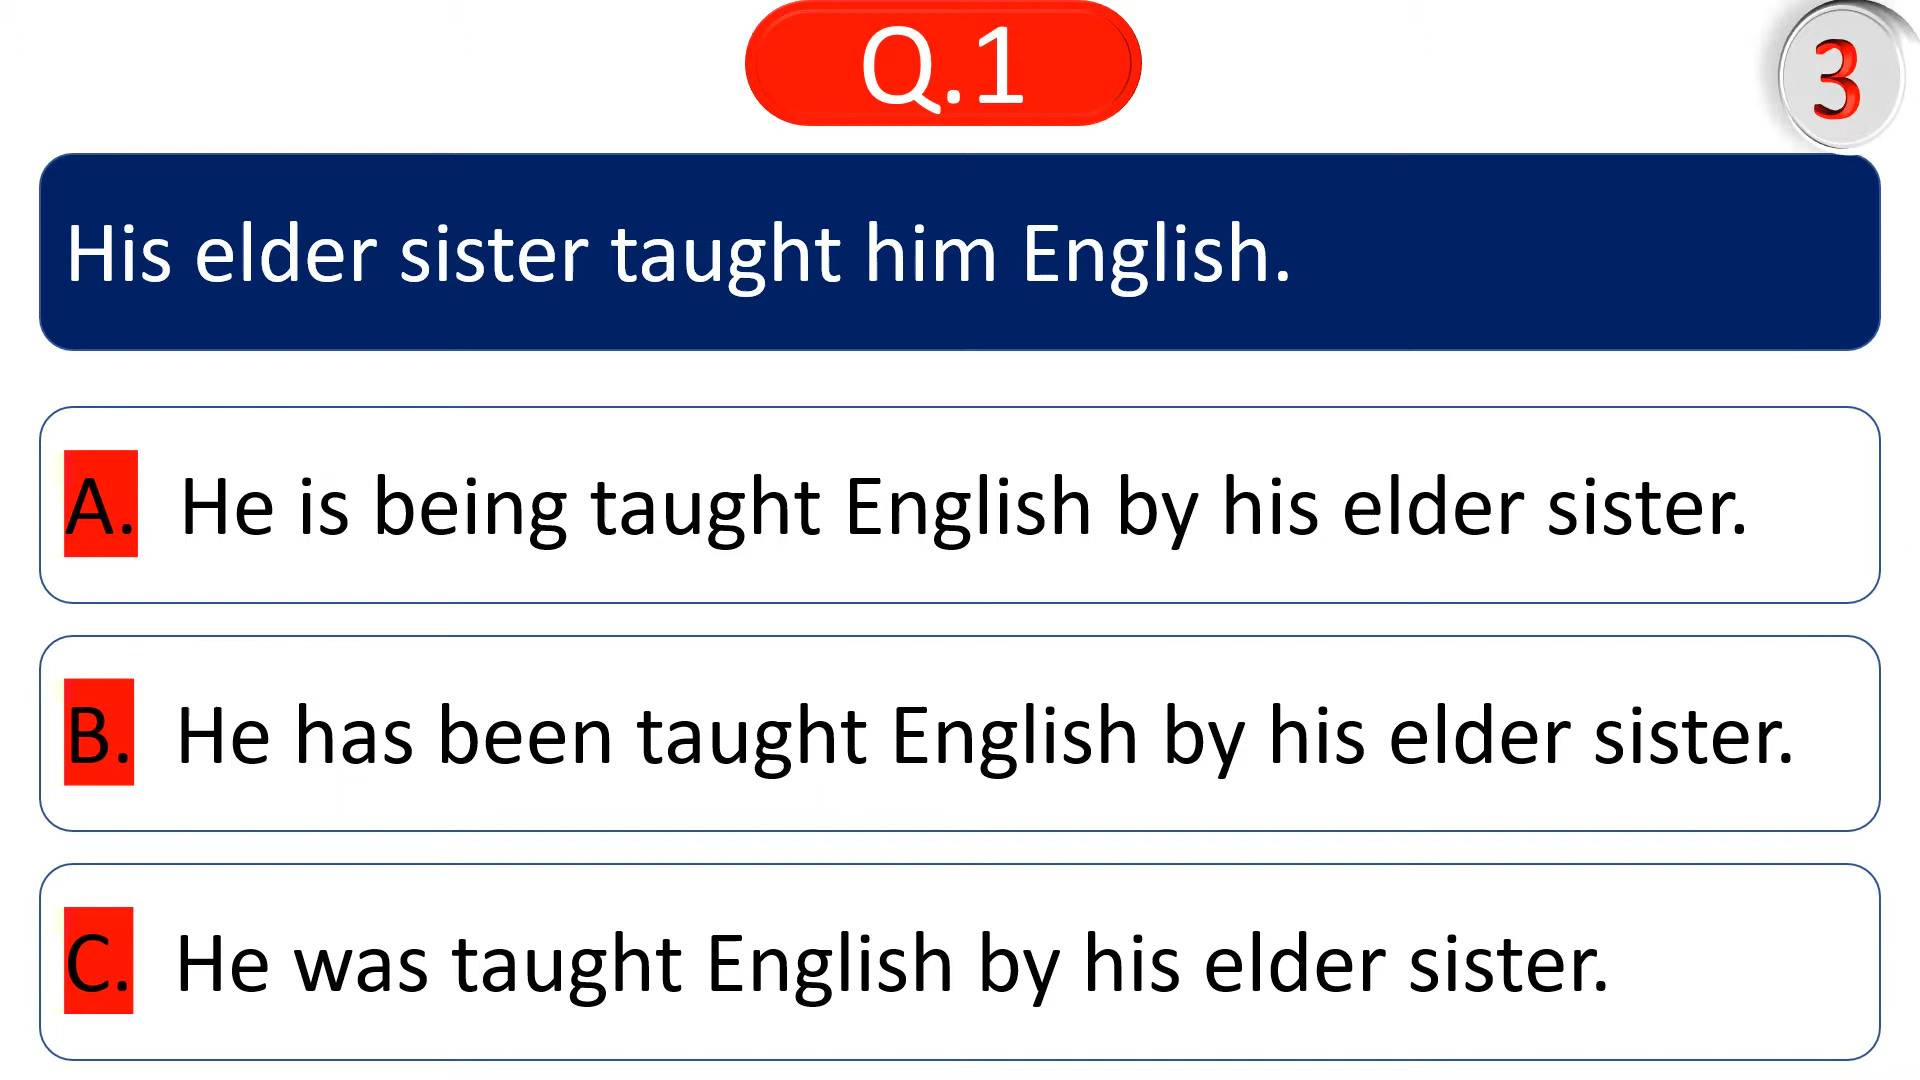 Q.1
3
His elder sister taught him English.
A. He is being taught English by his elder sister.
B. He has been taught English by his elder sister.
C. He was taught English by his elder sister.